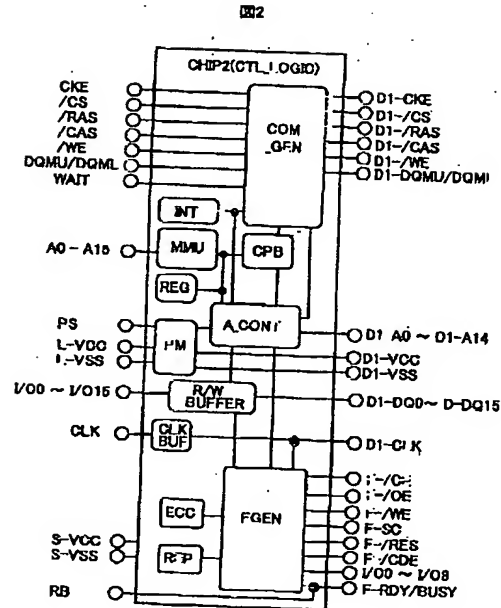 図2
CHIP2(CTL_LOGIC)
CKE
/CS
/RAS
/CAS
/WE
DQMU/DQML
WAIT
COM
_GEN
D1-CKE
D1-/CS
D1-/RAS
D1-/CAS
D1-/WE
D1-DQMU/DQML
INT
A0-A15
MMU
CPB
REG
A_CONT
D1-A0～D1-A14
PS
L-VCC
L-VSS
PM
D1-VCC
D1-VSS
I/O0～I/O15
R/W
BUFFER
D1-DQ0～D-DQ15
CLK
CLK
BUF
D1-CLK
ECC
FGEN
REP
F-/CE
F-/OE
F-/WE
F-SC
F-/RES
F-/CDE
I/O0～I/O8
F-RDY/BUSY
S-VCC
S-VSS
RB